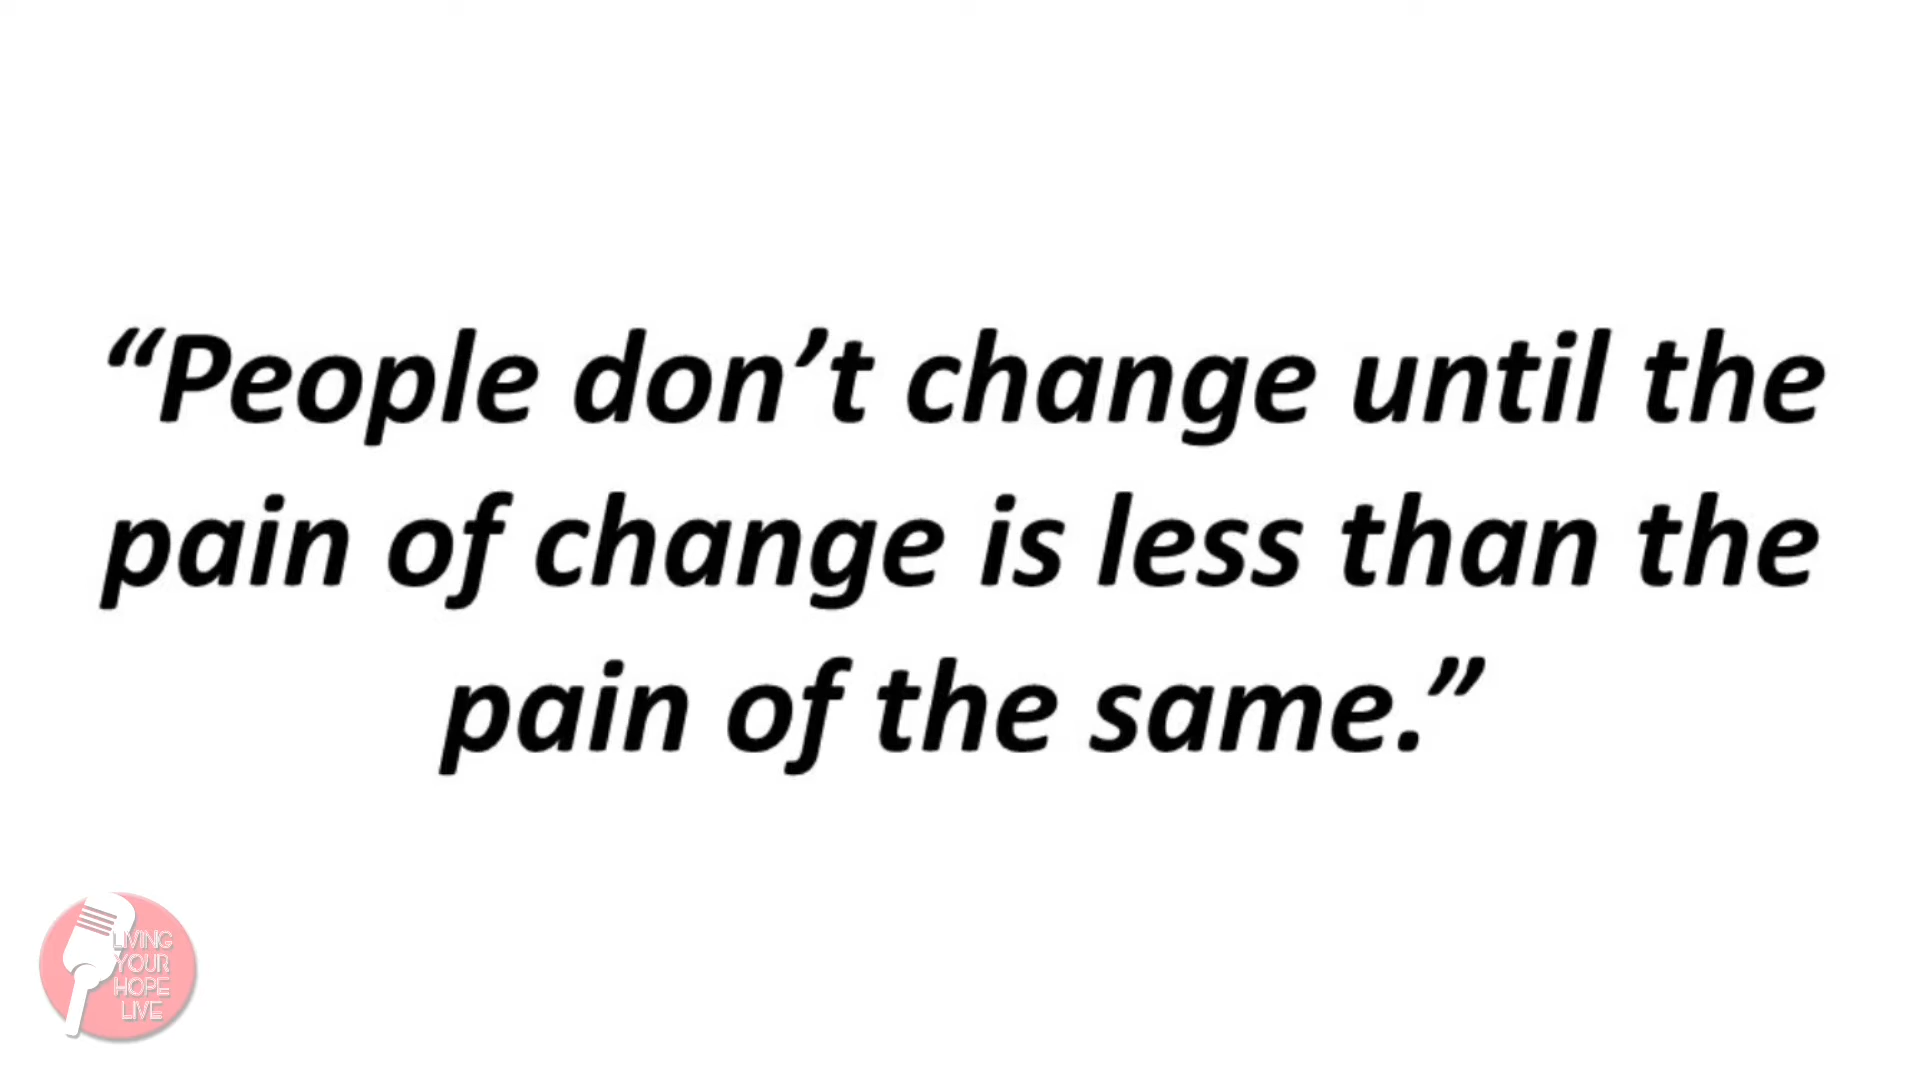 “People don’t change until the
pain of change is less than the
pain of the same.”
LIVING
YOUR
HOPE
LIVE